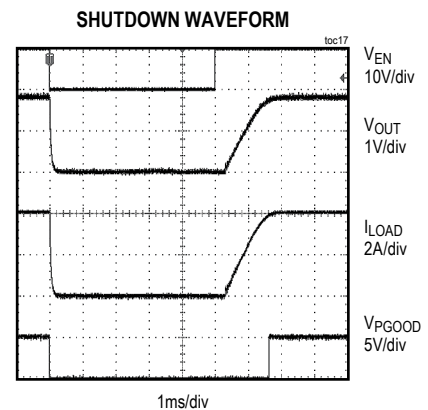 SHUTDOWN WAVEFORM
toc17
VEN
10V/div
VOUT
1V/div
ILOAD
2A/div
VPGOOD
5V/div
1ms/div